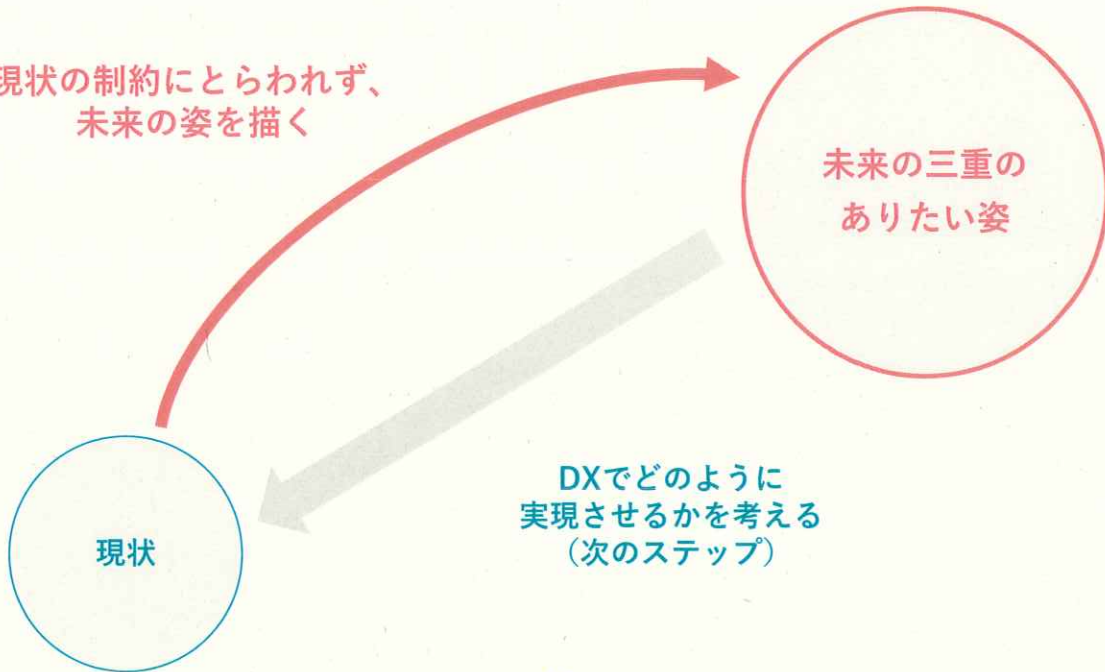 現状の制約にとらわれず、
未来の姿を描く
未来の三重の
ありたい姿
DXでどのように
実現させるかを考える
（次のステップ）
現状